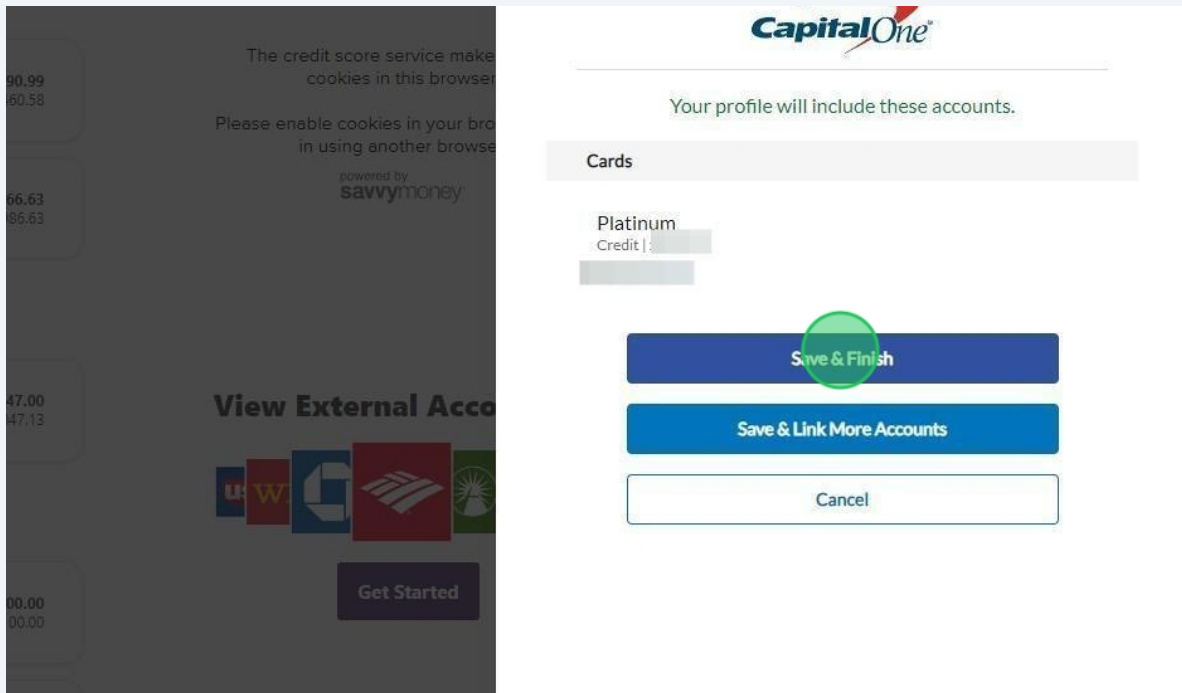 90.99
60.58
66.63
86.63
47.00
47.13
00.00
00.00
The credit score service make
cookies in this browser
Please enable cookies in your bro
in using another browse
powered by
savvymoney
View External Acco
Get Started
CapitalOne
Your profile will include these accounts.
Cards
Platinum
Credit |
Save & Finish
Save & Link More Accounts
Cancel